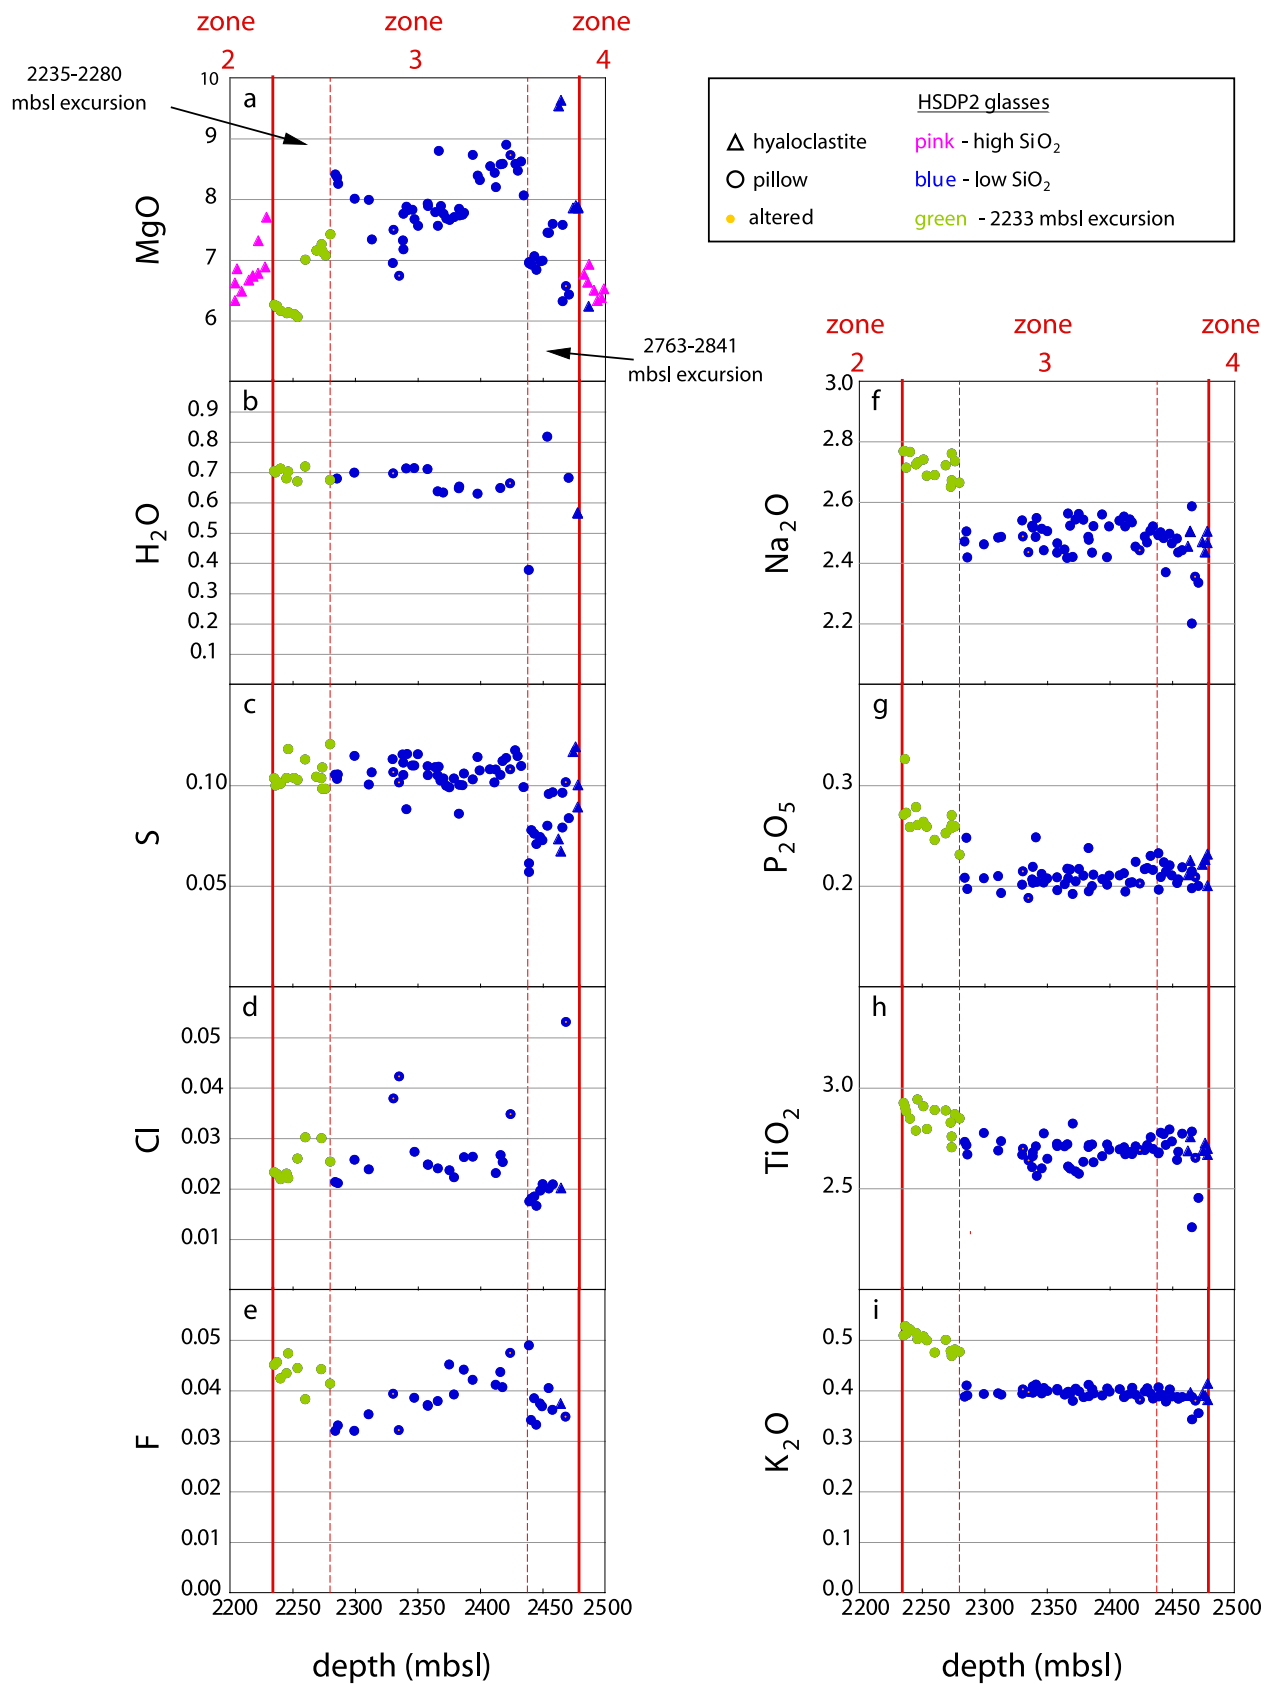 zone
2
zone
3
zone
4
2235-2280
mbsl excursion
a
MgO
10
9
8
7
6
2763-2841
mbsl excursion
HSDP2 glasses
hyaloclastite
pink - high SiO2
pillow
blue - low SiO2
altered
green - 2233 mbsl excursion
b
H2O
0.9
0.8
0.7
0.6
0.5
0.4
0.3
0.2
0.1
c
S
0.10
0.05
d
Cl
0.05
0.04
0.03
0.02
0.01
e
F
0.05
0.04
0.03
0.02
0.01
0.00
2200 2250 2300 2350 2400 2450 2500
depth (mbsl)
zone
2
zone
3
zone
4
f
Na2O
3.0
2.8
2.6
2.4
2.2
g
P2O5
0.3
0.2
h
TiO2
3.0
2.5
i
K2O
0.5
0.4
0.3
0.2
0.1
0.0
2200 2250 2300 2350 2400 2450 2500
depth (mbsl)